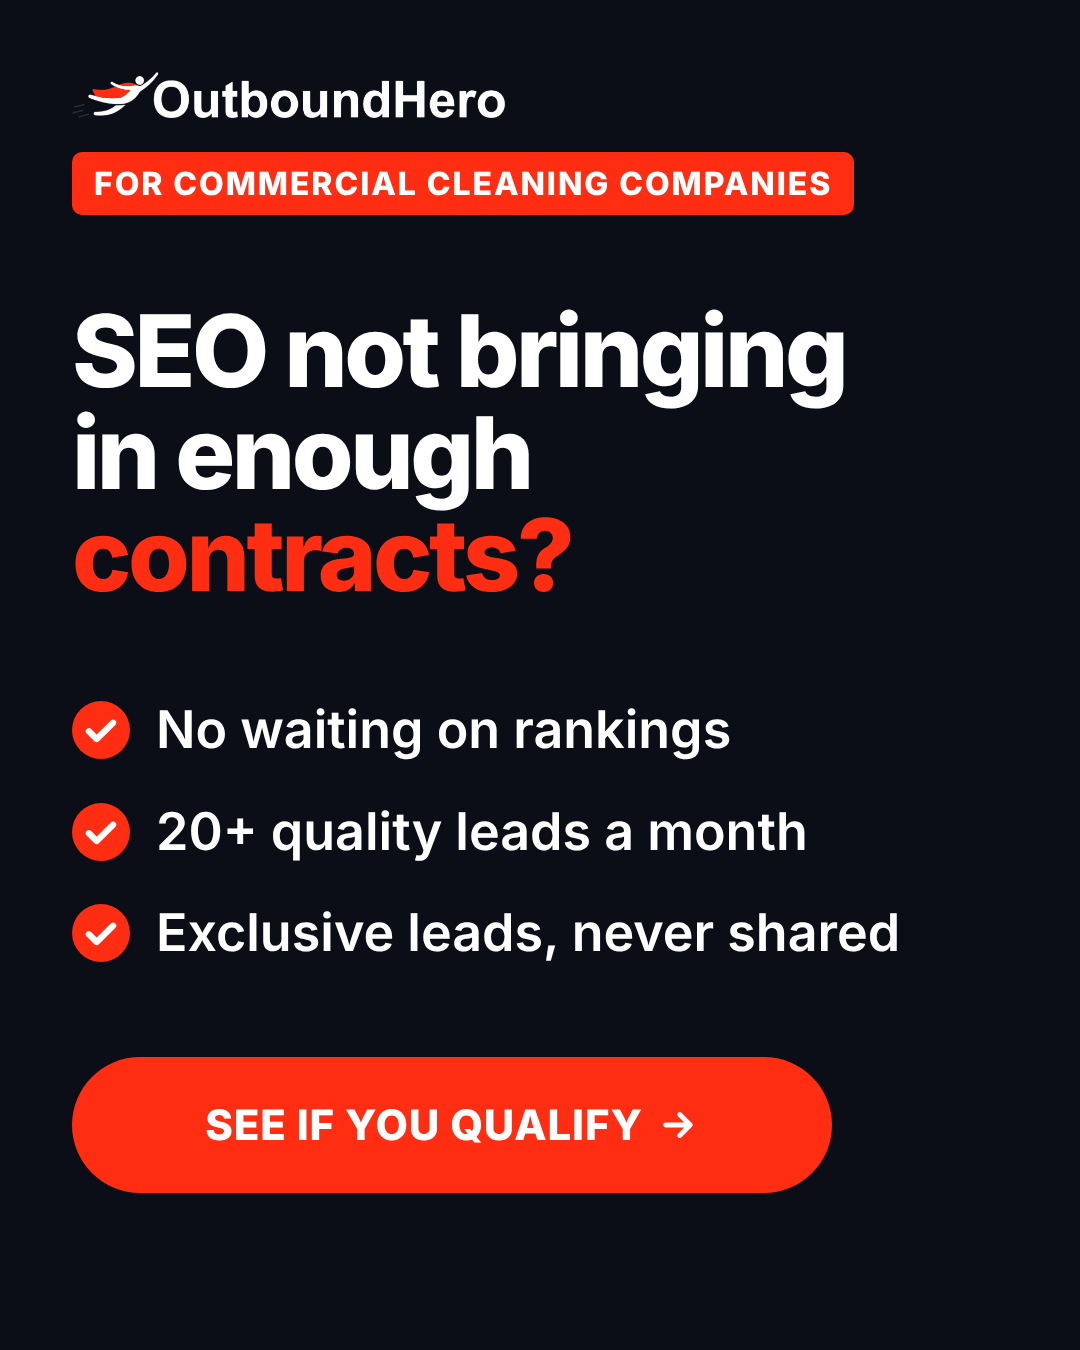 OutboundHero
FOR COMMERCIAL CLEANING COMPANIES
SEO not bringing
in enough
contracts?
No waiting on rankings
20+ quality leads a month
Exclusive leads, never shared
SEE IF YOU QUALIFY →